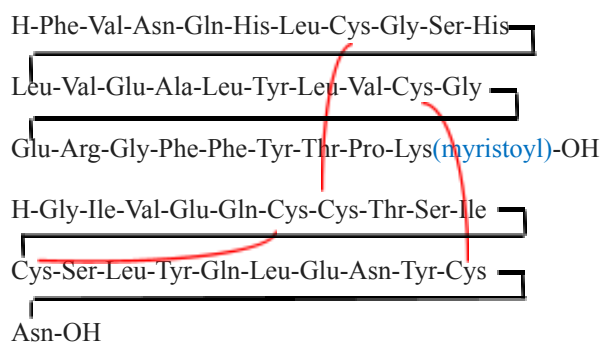 H-Phe-Val-Asn-Gln-His-Leu-Cys-Gly-Ser-His
Leu-Val-Glu-Ala-Leu-Tyr-Leu-Val-Cys-Gly
Glu-Arg-Gly-Phe-Phe-Tyr-Thr-Pro-Lys(myristoyl)-OH
H-Gly-Ile-Val-Glu-Gln-Cys-Cys-Thr-Ser-Ile
Cys-Ser-Leu-Tyr-Gln-Leu-Glu-Asn-Tyr-Cys
Asn-OH